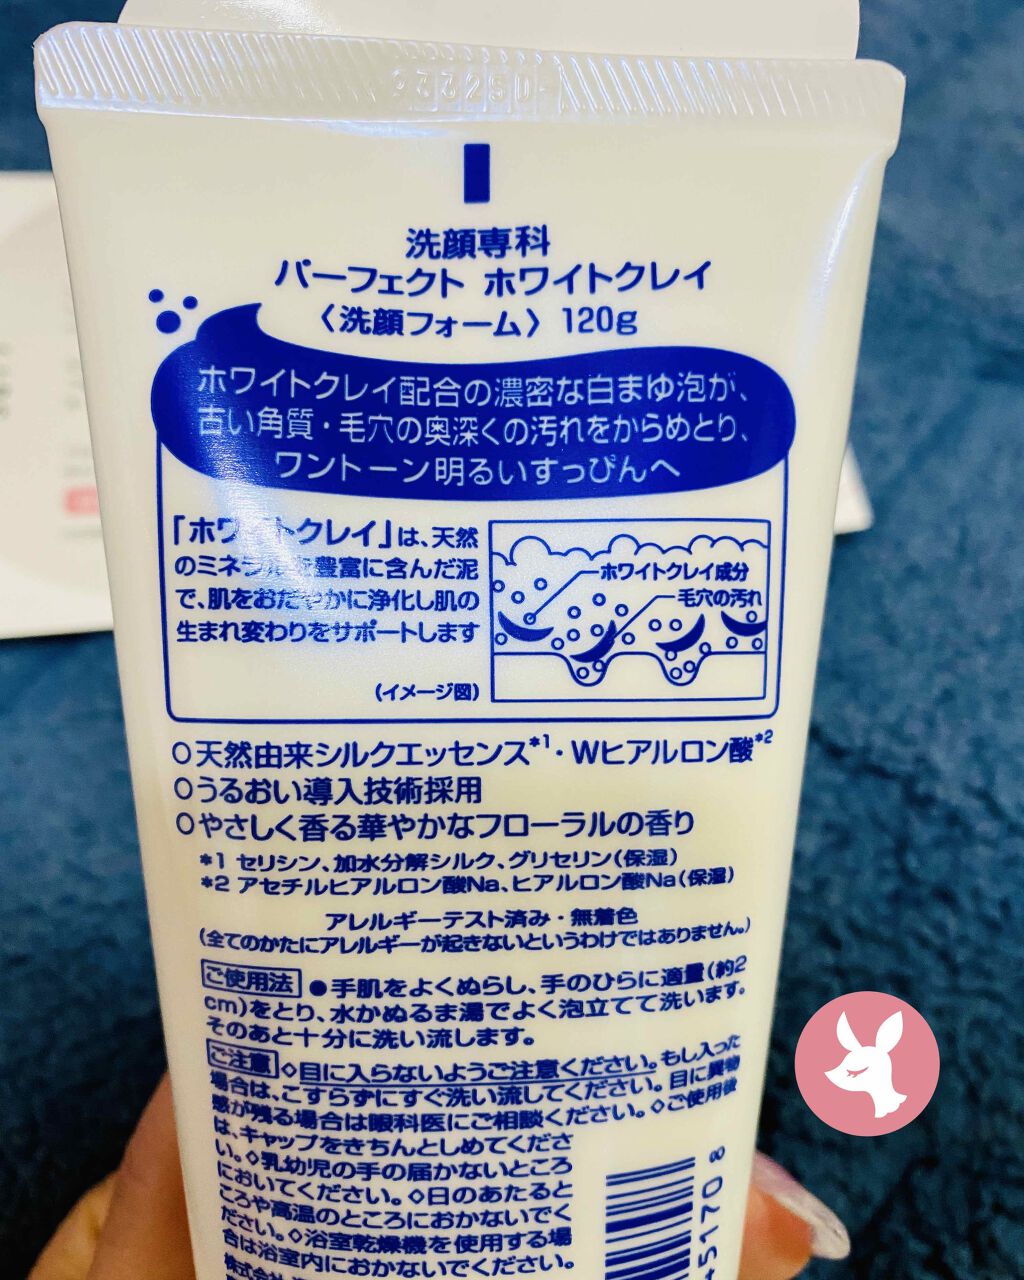 洗顔専科
パーフェクト ホワイトクレイ
〈洗顔フォーム〉 120g
ホワイトクレイ配合の濃密な白まゆ泡が、
古い角質・毛穴の奥深くの汚れをからめとり、
ワントーン明るいすっぴんへ
「ホワイトクレイ」は、天然
のミネラルを豊富に含んだ泥
で、肌をおだやかに浄化し肌の
生まれ変わりをサポートします
(イメージ図)
ホワイトクレイ成分
毛穴の汚れ
○天然由来シルクエッセンス*1・Wヒアルロン酸*2
○うるおい導入技術採用
○やさしく香る華やかなフローラルの香り
*1 セリシン、加水分解シルク、グリセリン(保湿)
*2 アセチルヒアルロン酸Na、ヒアルロン酸Na(保湿)
アレルギーテスト済み・無着色
(全てのかたにアレルギーが起きないというわけではありません。)
ご使用法 ●手肌をよくぬらし、手のひらに適量(約2
cm)をとり、水かぬるま湯でよく泡立てて洗います。
そのあと十分に洗い流します。
ご注意 ◇目に入らないようご注意ください。もし入った
場合は、こすらずにすぐ洗い流してください。目に異物
感が残る場合は眼科医にご相談ください。◇ご使用後
は、キャップをきちんとしめてくださ
い。◇乳幼児の手の届かないところ
においてください。◇日のあたると
ころや高温のところにおかないでく
ださい。◇浴室乾燥機を使用する場
合は浴室内におかないでください。
株式会社
5170 8